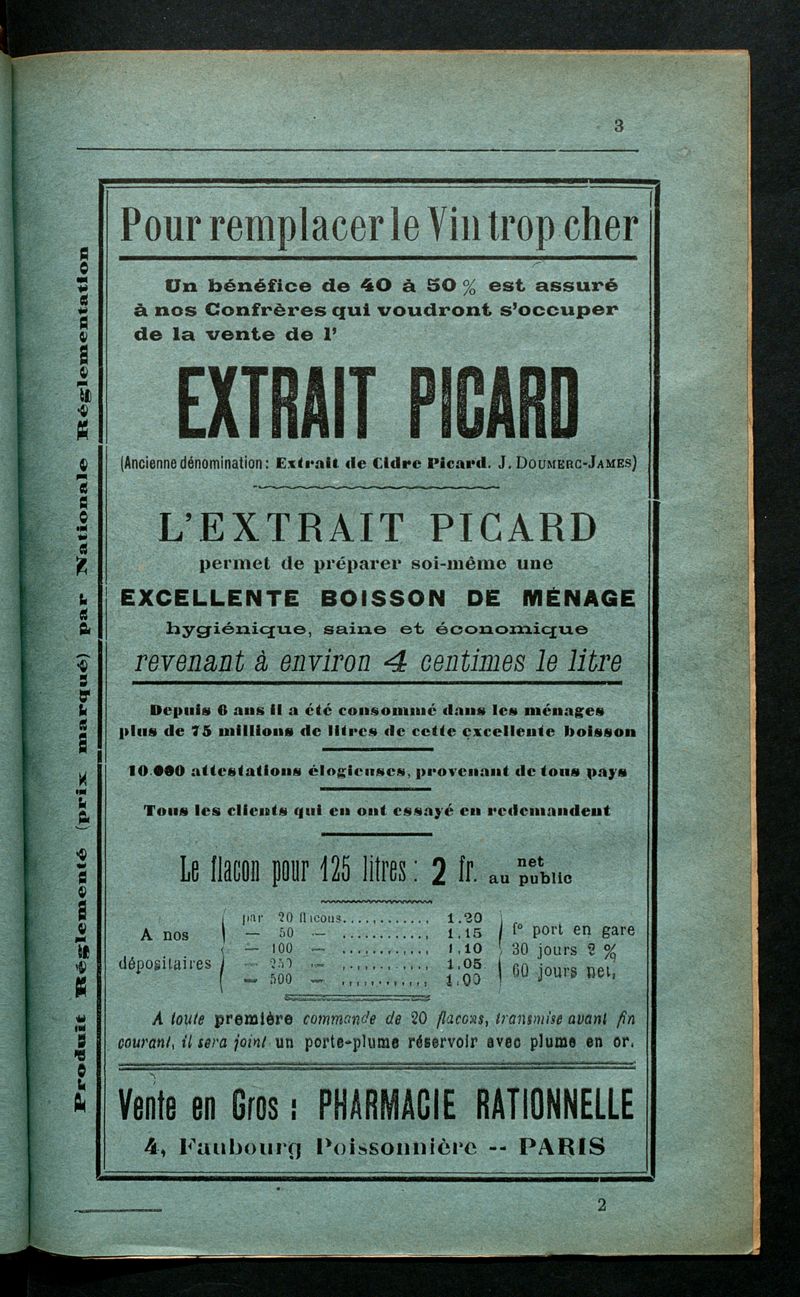 3
Pour remplacer le Vin trop cher
Un bénéfice de 40 à 50% est assuré
à nos Confrères qui voudront s'occuper
de la vente de l'
EXTRAIT PICARD
(Ancienne dénomination : Extrait de Cidre Picard. J. DOUMERC-JAMES)
L'EXTRAIT PICARD
permet de préparer soi-même une
EXCELLENTE BOISSON DE MÉNAGE
hygiénique, saine et économique
revenant à environ 4 centimes le litre
Depuis 6 ans il a été consommé dans les ménages
plus de 75 millions de litres de cette excellente boisson
10.000 attestations élogieuses, provenant de tous pays
Tous les clients qui en ont essayé en redemandent
Le flacon pour 125 litres : 2 fr. au net public
A nos dépositaires
par 20 flacons............ 1.20
— 50 — ............ 1.15
— 100 — ............ 1.10
— 250 — ............ 1.05
— 500 — ............ 1.00
f° port en gare
30 jours 2 %
60 jours net,
A toute première commande de 20 flacons, transmise avant fin
courant, il sera joint un porte-plume réservoir avec plume en or.
Vente en Gros : PHARMACIE RATIONNELLE
4, Faubourg Poissonnière -- PARIS
Produit Réglementé (prix marqué) par la Nationale Réglementation
2